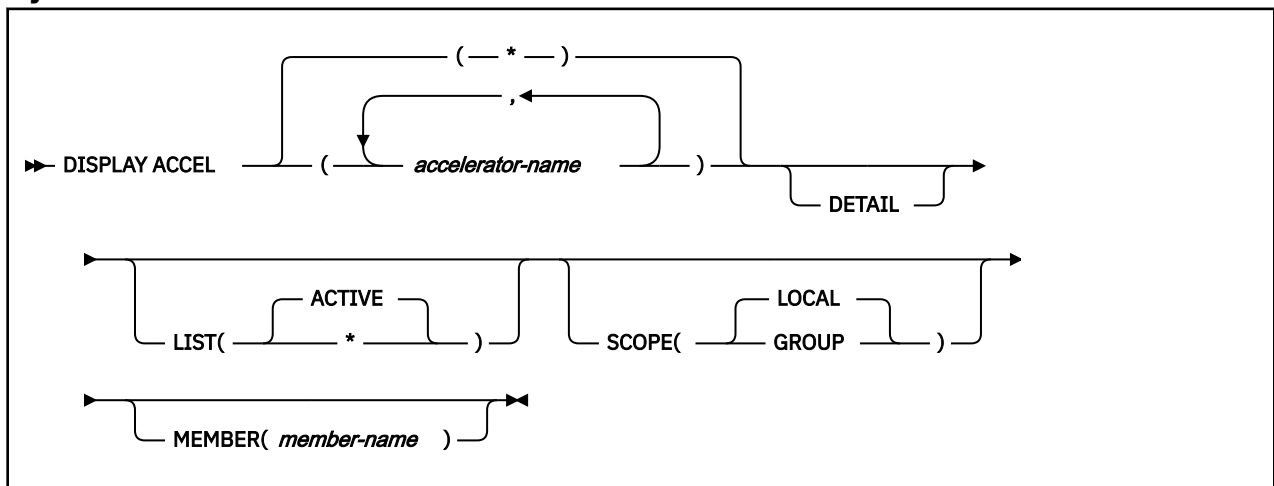 ( * )
,
DISPLAY ACCEL ( accelerator-name )
DETAIL
ACTIVE LOCAL
LIST( * ) SCOPE( GROUP )
MEMBER( member-name )